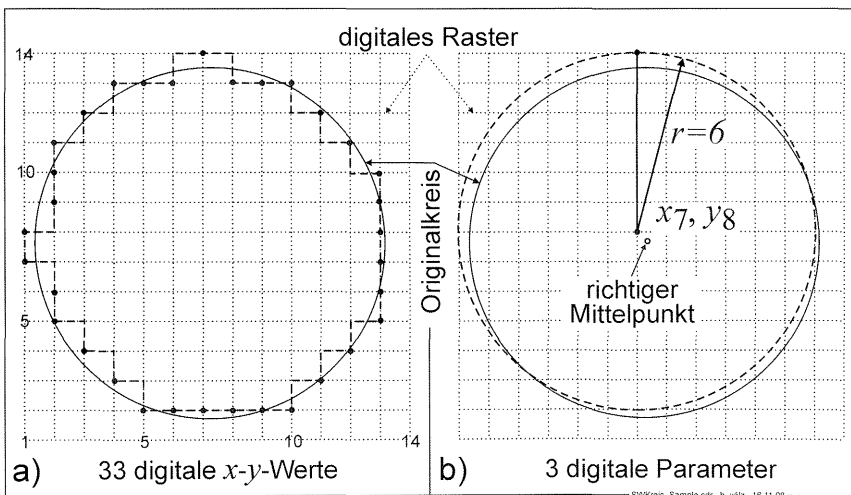 digitales Raster
14
10
5
1
5
10
14
Originalkreis
r=6
x7, y8
richtiger
Mittelpunkt
a)
33 digitale x-y-Werte
b)
3 digitale Parameter